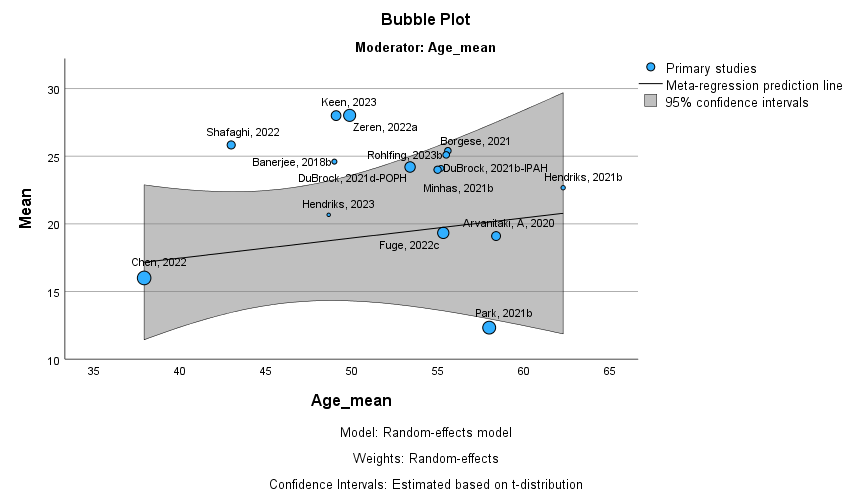 Bubble Plot
Moderator: Age_mean
Primary studies
Meta-regression prediction line
95% confidence intervals
30
25
20
15
10
Mean
Keen, 2023
Zeren, 2022a
Shafaghi, 2022
Borgese, 2021
Banerjee, 2018b
Rohlfing, 2023b
DuBrock, 2021b-IPAH
DuBrock, 2021d-POPH
Hendriks, 2021b
Minhas, 2021b
Hendriks, 2023
Arvanitaki, A, 2020
Fuge, 2022c
Chen, 2022
Park, 2021b
35 40 45 50 55 60 65
Age_mean
Model: Random-effects model
Weights: Random-effects
Confidence Intervals: Estimated based on t-distribution